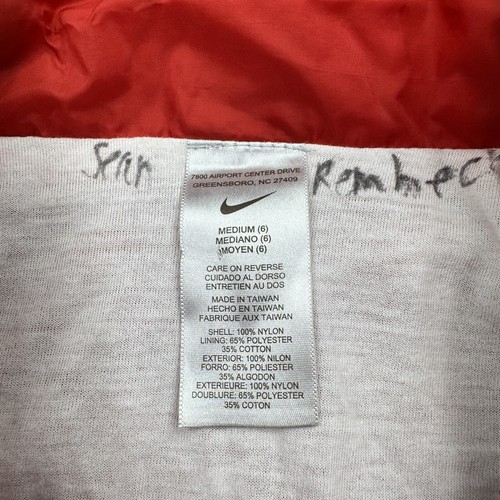 Sean Rembeck
7800 AIRPORT CENTER DRIVE
GREENSBORO, NC 27409
MEDIUM (6)
MEDIANO (6)
MOYEN (6)
CARE ON REVERSE
CUIDADO AL DORSO
ENTRETIEN AU DOS
MADE IN TAIWAN
HECHO EN TAIWAN
FABRIQUE AUX TAIWAN
SHELL: 100% NYLON
LINING: 65% POLYESTER
35% COTTON
EXTERIOR: 100% NILON
FORRO: 65% POLYESTER
35% ALGODON
EXTERIEURE: 100% NYLON
DOUBLURE: 65% POLYESTER
35% COTON